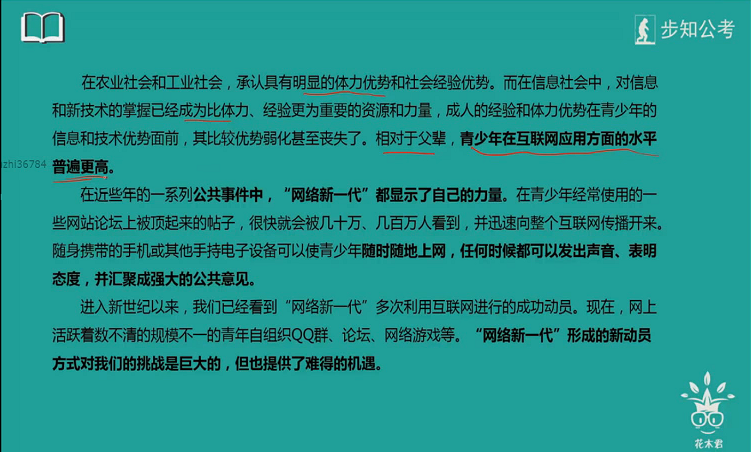 步知公考
在农业社会和工业社会，承认具有明显的体力优势和社会经验优势。而在信息社会中，对信息
和新技术的掌握已经成为比体力、经验更为重要的资源和力量，成人的经验和体力优势在青少年的
信息和技术优势面前，其比较优势弱化甚至丧失了。相对于父辈，青少年在互联网应用方面的水平
zhi36784
普遍更高。
在近些年的一系列公共事件中，“网络新一代”都显示了自己的力量。在青少年经常使用的一
些网站论坛上被顶起来的帖子，很快就会被几十万、几百万人看到，并迅速向整个互联网传播开来。
随身携带的手机或其他手持电子设备可以使青少年随时随地上网，任何时候都可以发出声音、表明
态度，并汇聚成强大的公共意见。
进入新世纪以来，我们已经看到“网络新一代”多次利用互联网进行的成功动员。现在，网上
活跃着数不清的规模不一的青年自组织QQ群、论坛、网络游戏等。“网络新一代”形成的新动员
方式对我们的挑战是巨大的，但也提供了难得的机遇。
花木君